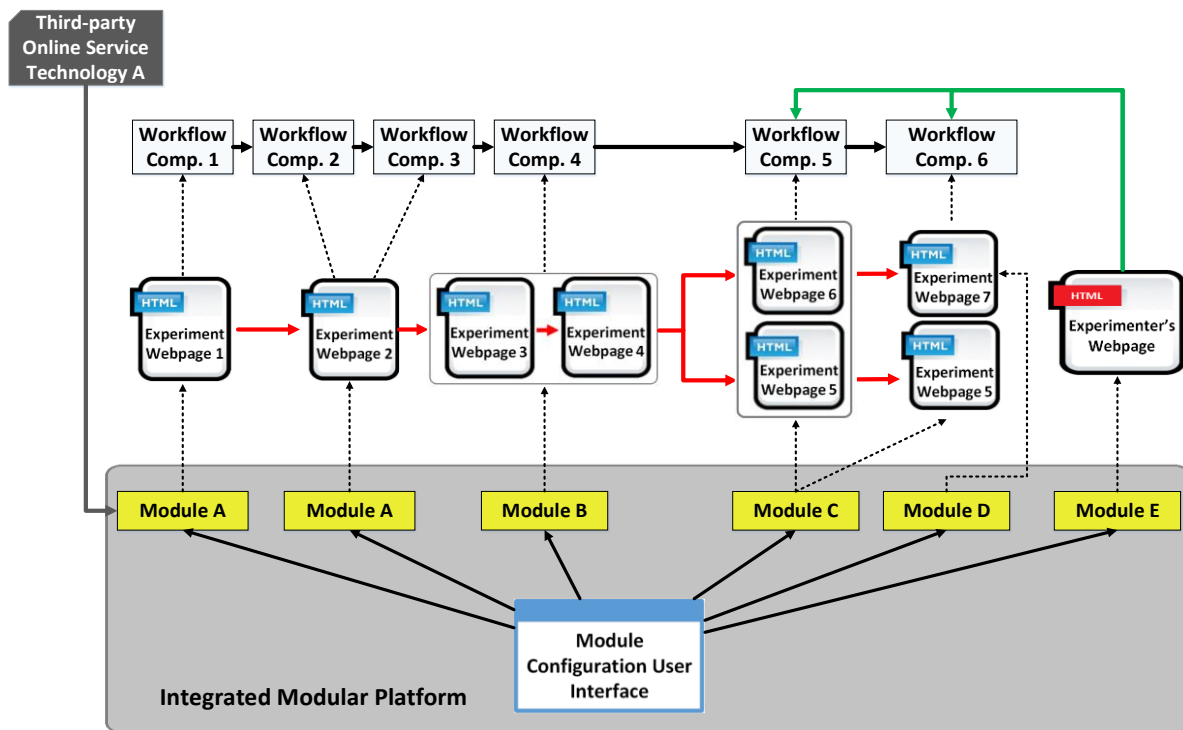 Third-party
Online Service
Technology A
Workflow
Comp. 1
Workflow
Comp. 2
Workflow
Comp. 3
Workflow
Comp. 4
Workflow
Comp. 5
Workflow
Comp. 6
HTML
Experiment
Webpage 1
HTML
Experiment
Webpage 2
HTML
Experiment
Webpage 3
HTML
Experiment
Webpage 4
HTML
Experiment
Webpage 6
HTML
Experiment
Webpage 5
HTML
Experiment
Webpage 7
HTML
Experiment
Webpage 5
HTML
Experimenter's
Webpage
Module A
Module A
Module B
Module C
Module D
Module E
Module
Configuration User
Interface
Integrated Modular Platform